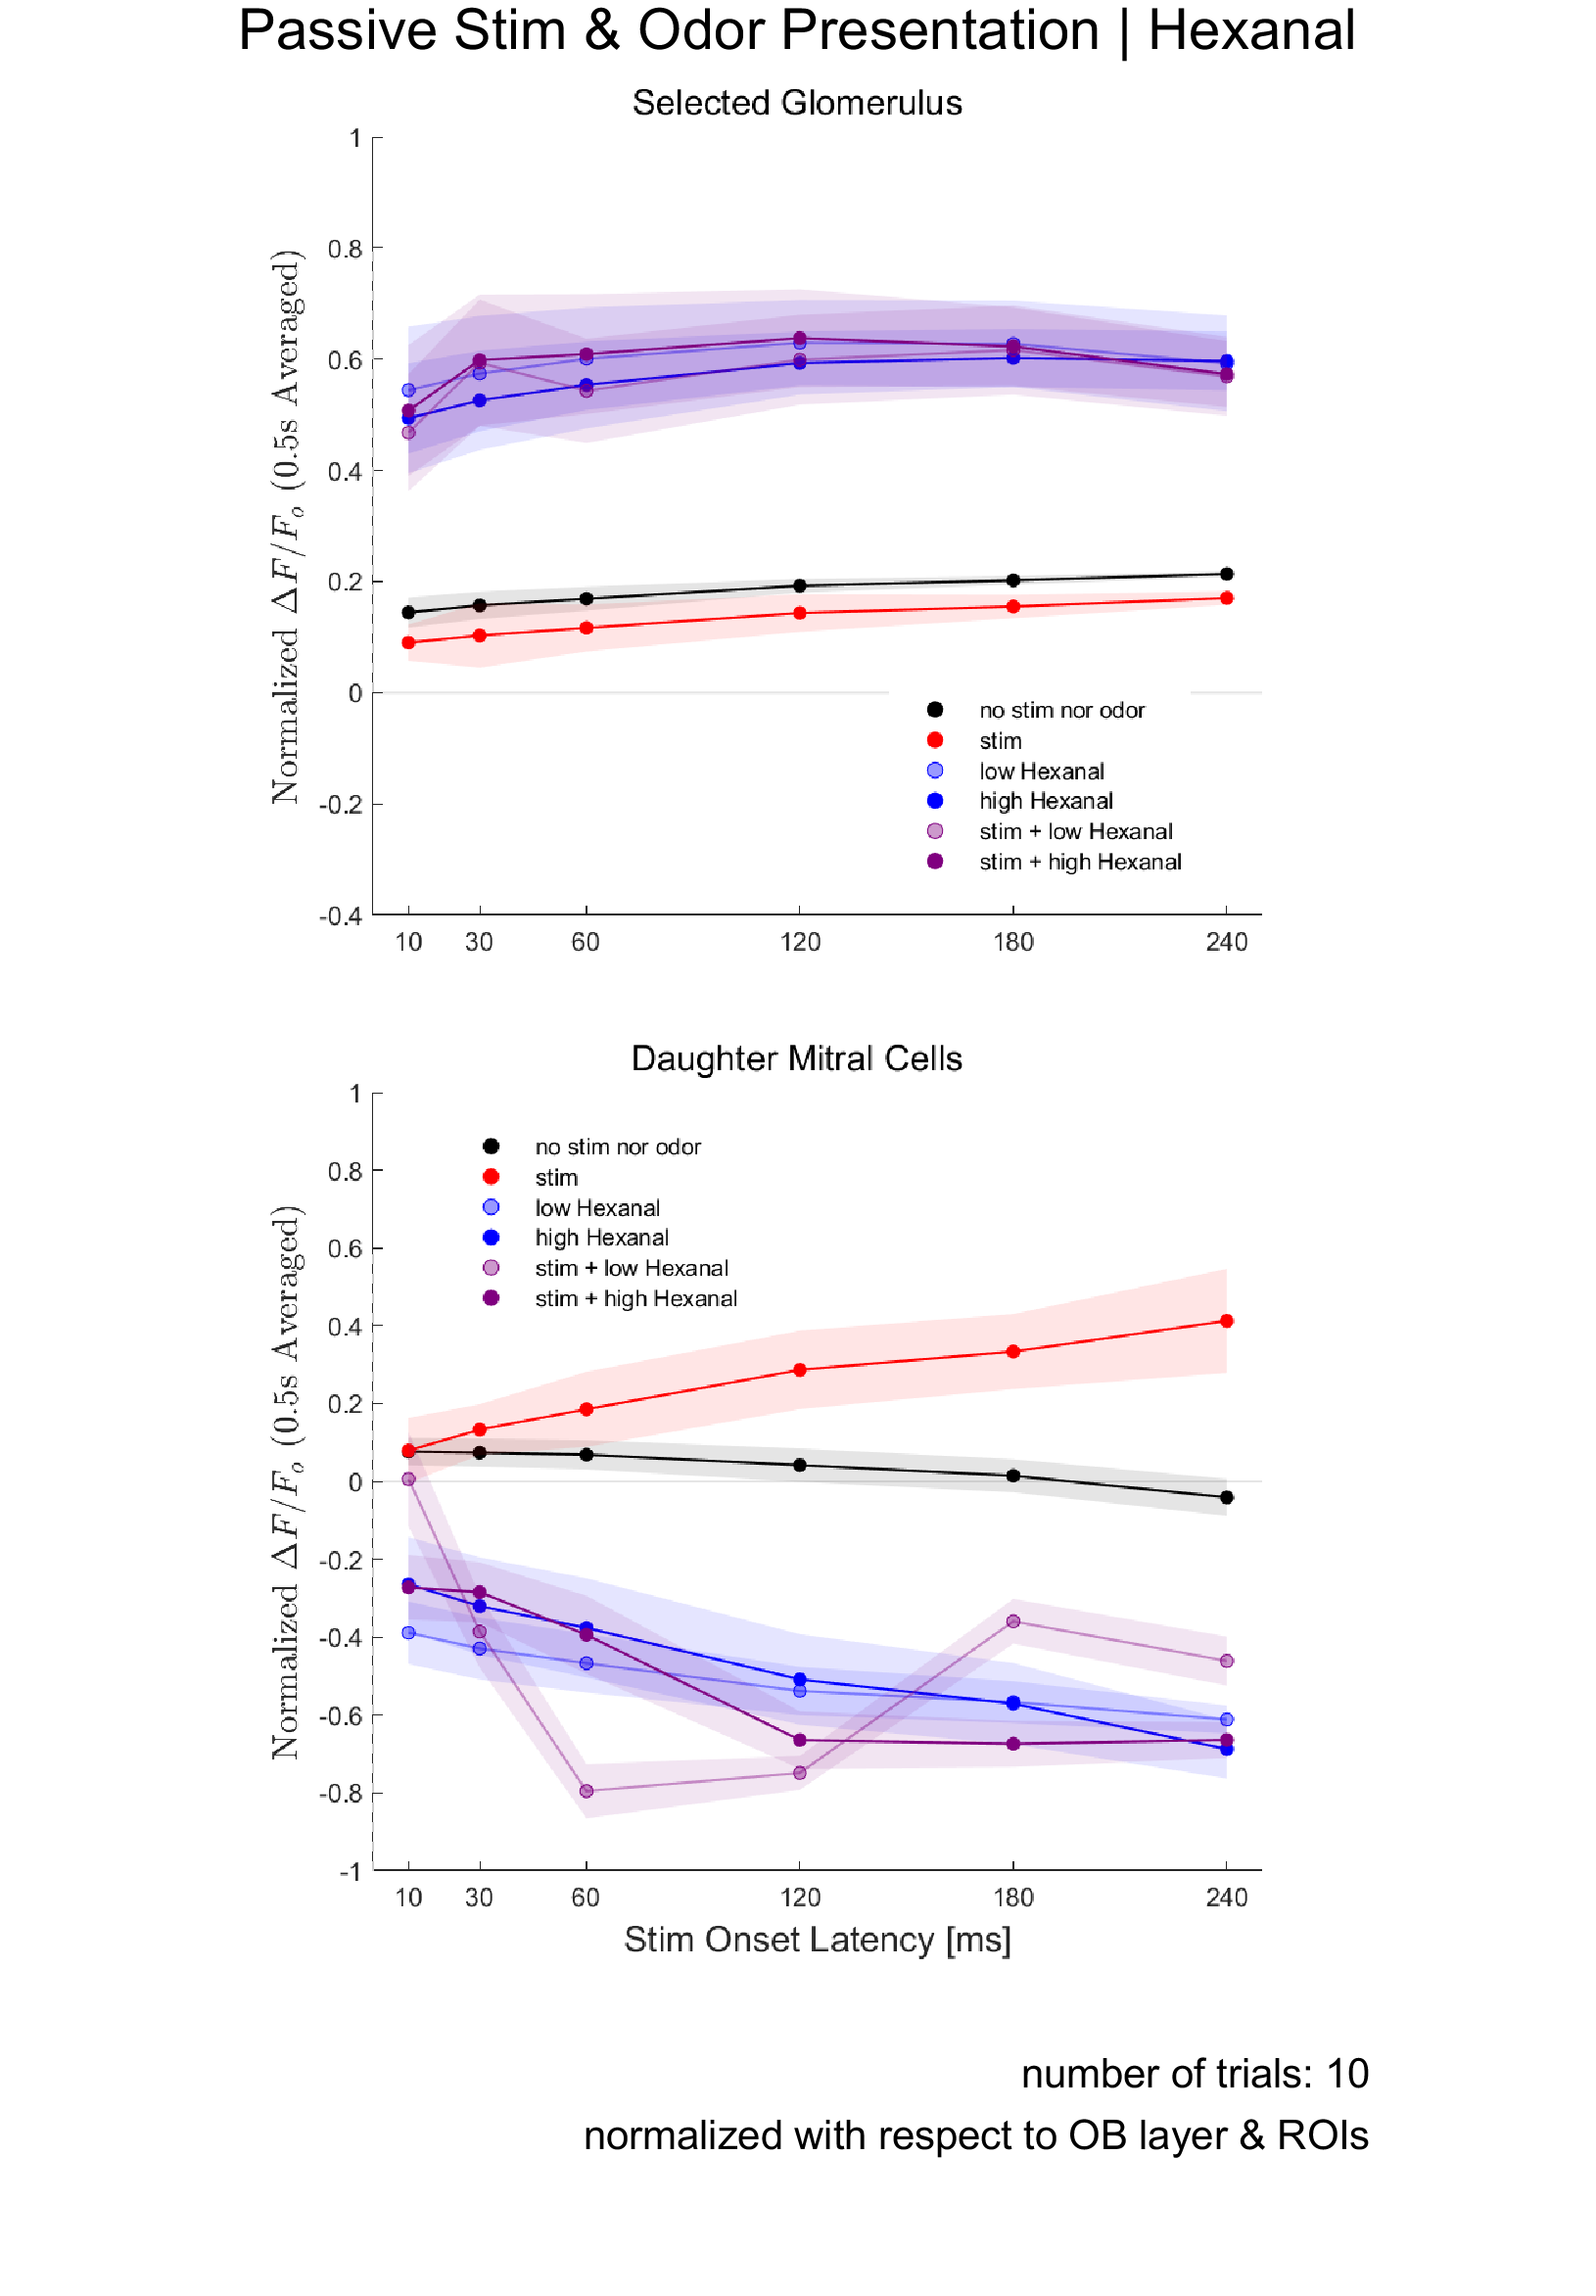 Passive Stim & Odor Presentation | Hexanal
Selected Glomerulus
Normalized ΔF/Fₒ (0.5s Averaged)
1
0.8
0.6
0.4
0.2
0
-0.2
-0.4
10 30 60 120 180 240
no stim nor odor
stim
low Hexanal
high Hexanal
stim + low Hexanal
stim + high Hexanal
Daughter Mitral Cells
Normalized ΔF/Fₒ (0.5s Averaged)
1
0.8
0.6
0.4
0.2
0
-0.2
-0.4
-0.6
-0.8
-1
no stim nor odor
stim
low Hexanal
high Hexanal
stim + low Hexanal
stim + high Hexanal
10 30 60 120 180 240
Stim Onset Latency [ms]
number of trials: 10
normalized with respect to OB layer & ROIs